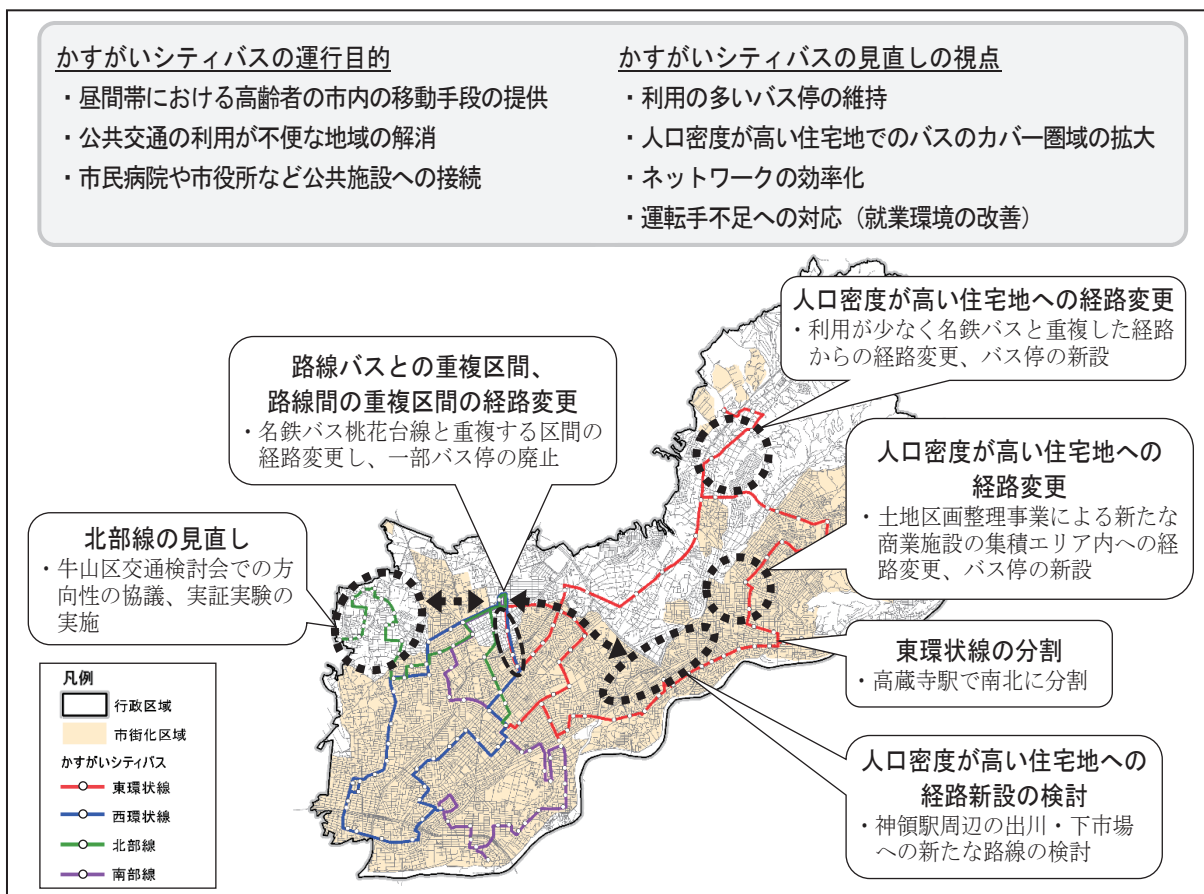 かすがいシティバスの運行目的
・昼間帯における高齢者の市内の移動手段の提供
・公共交通の利用が不便な地域の解消
・市民病院や市役所など公共施設への接続
かすがいシティバスの見直しの視点
・利用の多いバス停の維持
・人口密度が高い住宅地でのバスのカバー圏域の拡大
・ネットワークの効率化
・運転手不足への対応（就業環境の改善）
人口密度が高い住宅地への経路変更
・利用が少なく名鉄バスと重複した経路
からの経路変更、バス停の新設
路線バスとの重複区間、
路線間の重複区間の経路変更
・名鉄バス桃花台線と重複する区間の
経路変更し、一部バス停の廃止
人口密度が高い住宅地への
経路変更
・土地区画整理事業による新たな
商業施設の集積エリア内への経
路変更、バス停の新設
北部線の見直し
・牛山区交通検討会での方
向性の協議、実証実験の
実施
東環状線の分割
・高蔵寺駅で南北に分割
人口密度が高い住宅地への
経路新設の検討
・神領駅周辺の出川・下市場
への新たな路線の検討
凡例
行政区域
市街化区域
かすがいシティバス
東環状線
西環状線
北部線
南部線